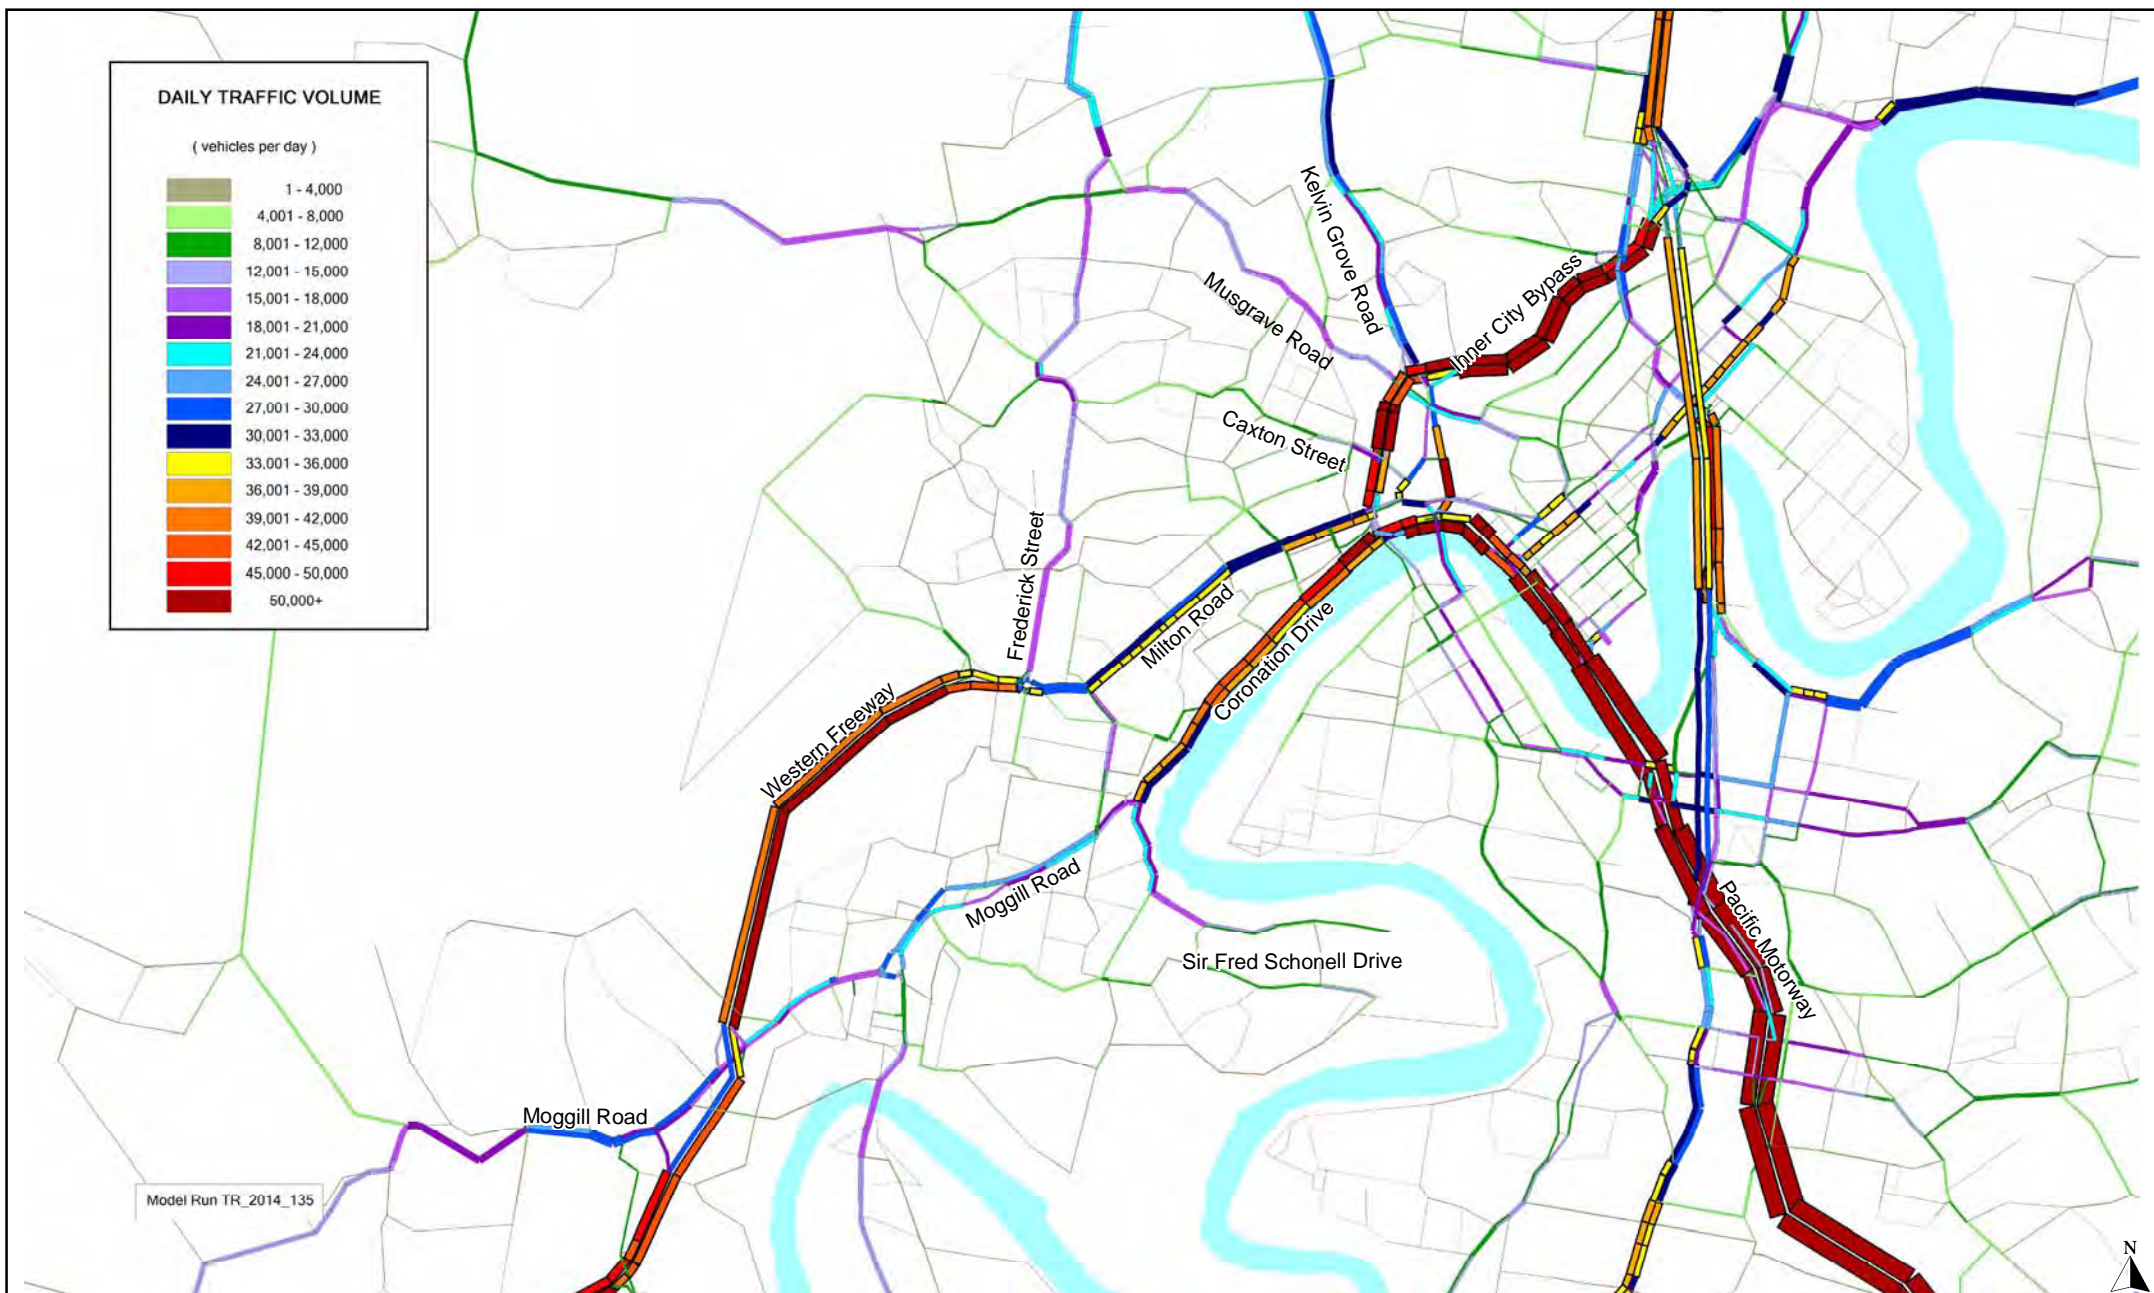 DAILY TRAFFIC VOLUME
( vehicles per day )
1 - 4,000
4,001 - 8,000
8,001 - 12,000
12,001 - 15,000
15,001 - 18,000
18,001 - 21,000
21,001 - 24,000
24,001 - 27,000
27,001 - 30,000
30,001 - 33,000
33,001 - 36,000
36,001 - 39,000
39,001 - 42,000
42,001 - 45,000
45,000 - 50,000
50,000+
Kelvin Grove Road
Musgrave Road
Inner City Bypass
Caxton Street
Frederick Street
Milton Road
Coronation Drive
Western Freeway
Moggill Road
Sir Fred Schonell Drive
Pacific Motorway
Moggill Road
Model Run TR_2014_135
N